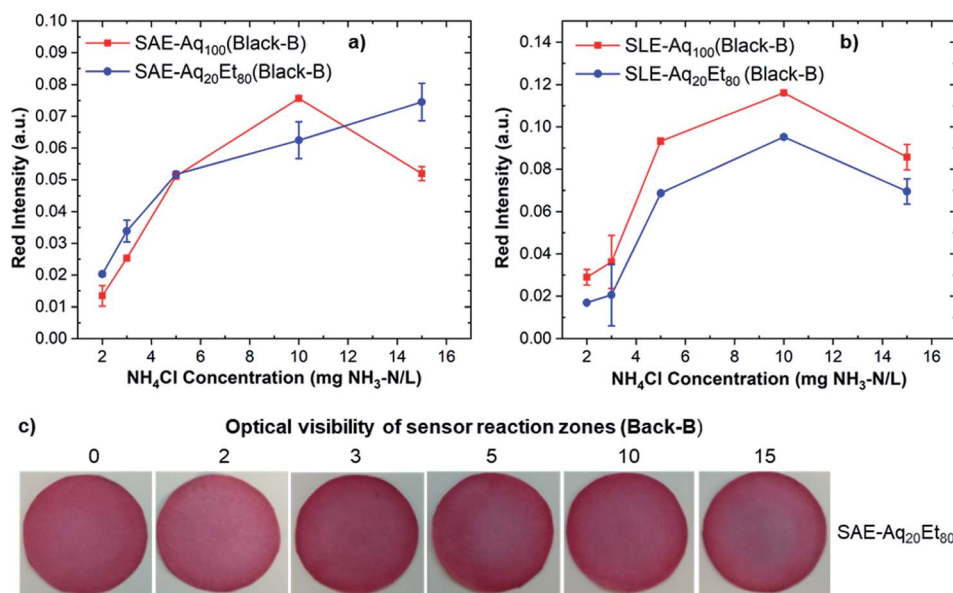 a)
SAE-Aq₁₀₀(Black-B)
SAE-Aq₂₀Et₈₀(Black-B)
Red Intensity (a.u.)
0.10
0.09
0.08
0.07
0.06
0.05
0.04
0.03
0.02
0.01
0.00
2 4 6 8 10 12 14 16
NH₄Cl Concentration (mg NH₃-N/L)
b)
SLE-Aq₁₀₀(Black-B)
SLE-Aq₂₀Et₈₀ (Black-B)
Red Intensity (a.u.)
0.14
0.12
0.10
0.08
0.06
0.04
0.02
0.00
2 4 6 8 10 12 14 16
NH₄Cl Concentration (mg NH₃-N/L)
c)
Optical visibility of sensor reaction zones (Back-B)
0 2 3 5 10 15
SAE-Aq₂₀Et₈₀